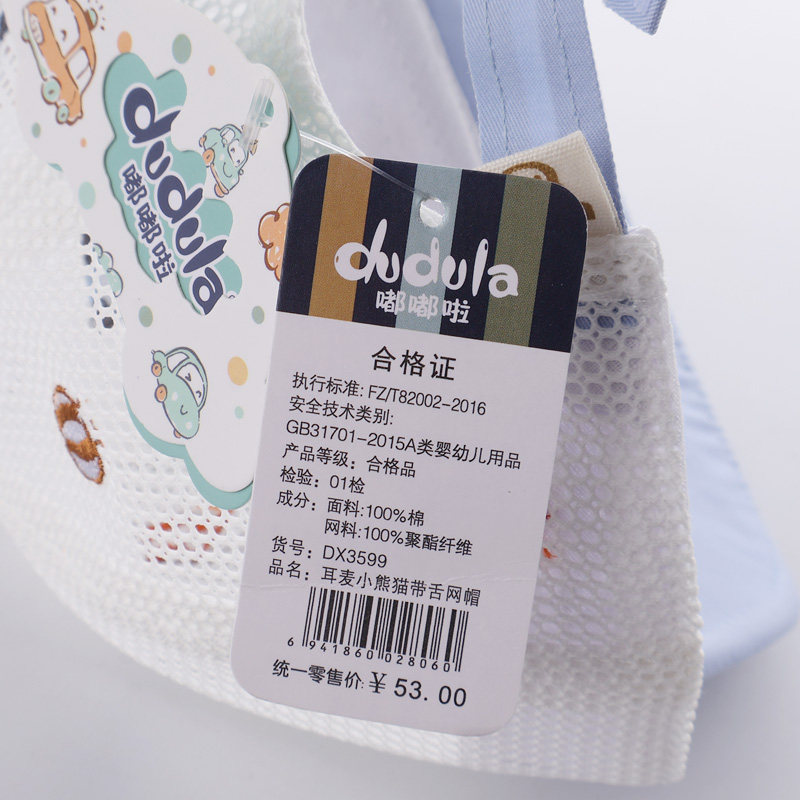 dudula
嘟嘟啦
dudula
嘟嘟啦
合格证
执行标准: FZ/T82002-2016
安全技术类别:
GB31701-2015A类婴幼儿用品
产品等级: 合格品
检验: 01检
成分: 面料:100%棉
网料:100%聚酯纤维
货号: DX3599
品名: 耳麦小熊猫带舌网帽
6 941860 028060
统一零售价: ¥ 53.00